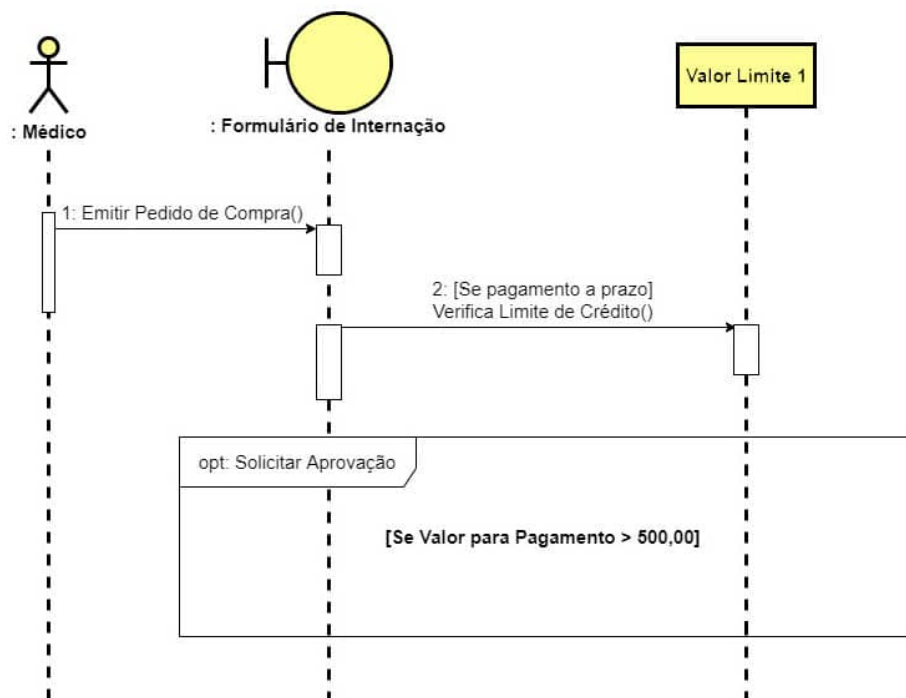 : Médico
: Formulário de Internação
Valor Limite 1
1: Emitir Pedido de Compra()
2: [Se pagamento a prazo]
Verifica Limite de Crédito()
opt: Solicitar Aprovação
[Se Valor para Pagamento > 500,00]